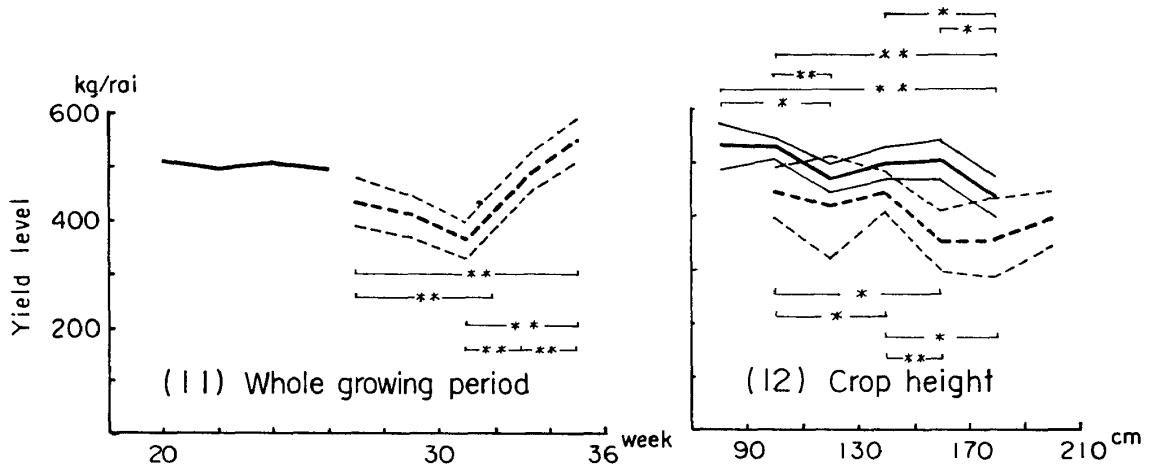 kg/rai
600
400
200
Yield level
* *
* *
* *
* * * *
(11) Whole growing period
20 30 36 week
*
*
* *
* *
* *
*
*
*
*
* *
(12) Crop height
90 130 170 210 cm